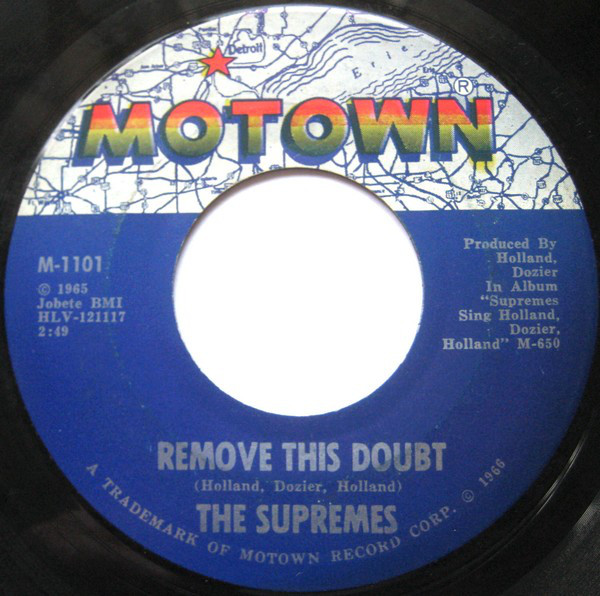 Detroit
Erie
MOTOWN®
M-1101
© 1965
Jobete BMI
HLV-121117
2:49
Produced By
Holland,
Dozier
In Album
“Supremes
Sing Holland,
Dozier,
Holland” M-650
REMOVE THIS DOUBT
(Holland, Dozier, Holland)
THE SUPREMES
A TRADEMARK OF MOTOWN RECORD CORP. © 1966